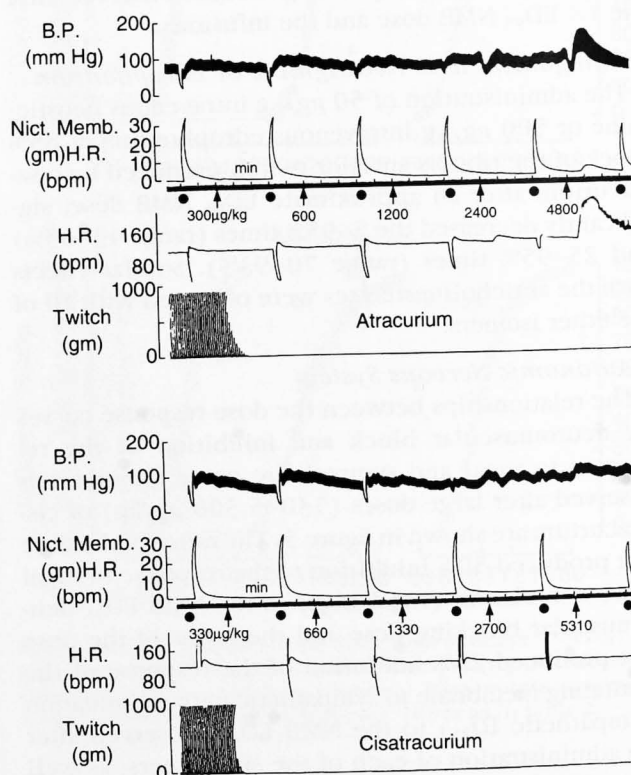 B.P.
(mm Hg)
200
100
0
Nict. Memb.
(gm)H.R.
(bpm)
30
20
10
0
min
300µg/kg
600
1200
2400
4800
H.R.
(bpm)
160
80
Twitch
(gm)
1000
0
Atracurium
B.P.
(mm Hg)
200
100
0
Nict. Memb.
(gm)H.R.
(bpm)
30
20
10
0
min
330µg/kg
660
1330
2700
5310
H.R.
(bpm)
160
80
Twitch
(gm)
1000
0
Cisatracurium